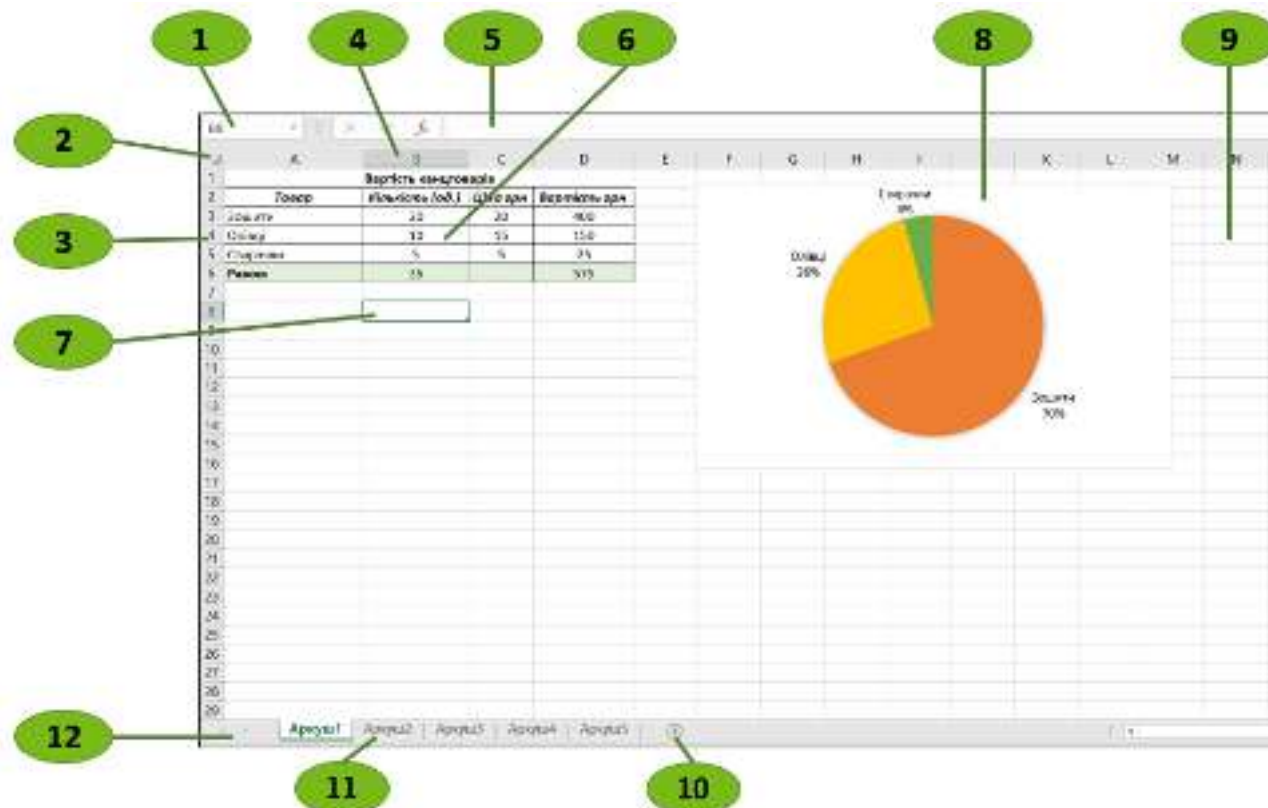 1 4 5 6 8 9
2
A B C D E F G H I K L M N
1 Вартість канцтоварів
2 Товар Кількість (од.) Ціна грн Вартість грн
3 Зошити 20 20 400
4 Олівці 10 15 150
5 5 5 25
6 Разом 35 575
3
7
7
8
10
11
12
13
14
15
16
17
18
19
20
21
22
23
24
25
26
27
28
29
Олівці
26%
Зошити
70%
12 Аркуш1 Аркуш2 Аркуш3 Аркуш4 Аркуш5
11 10